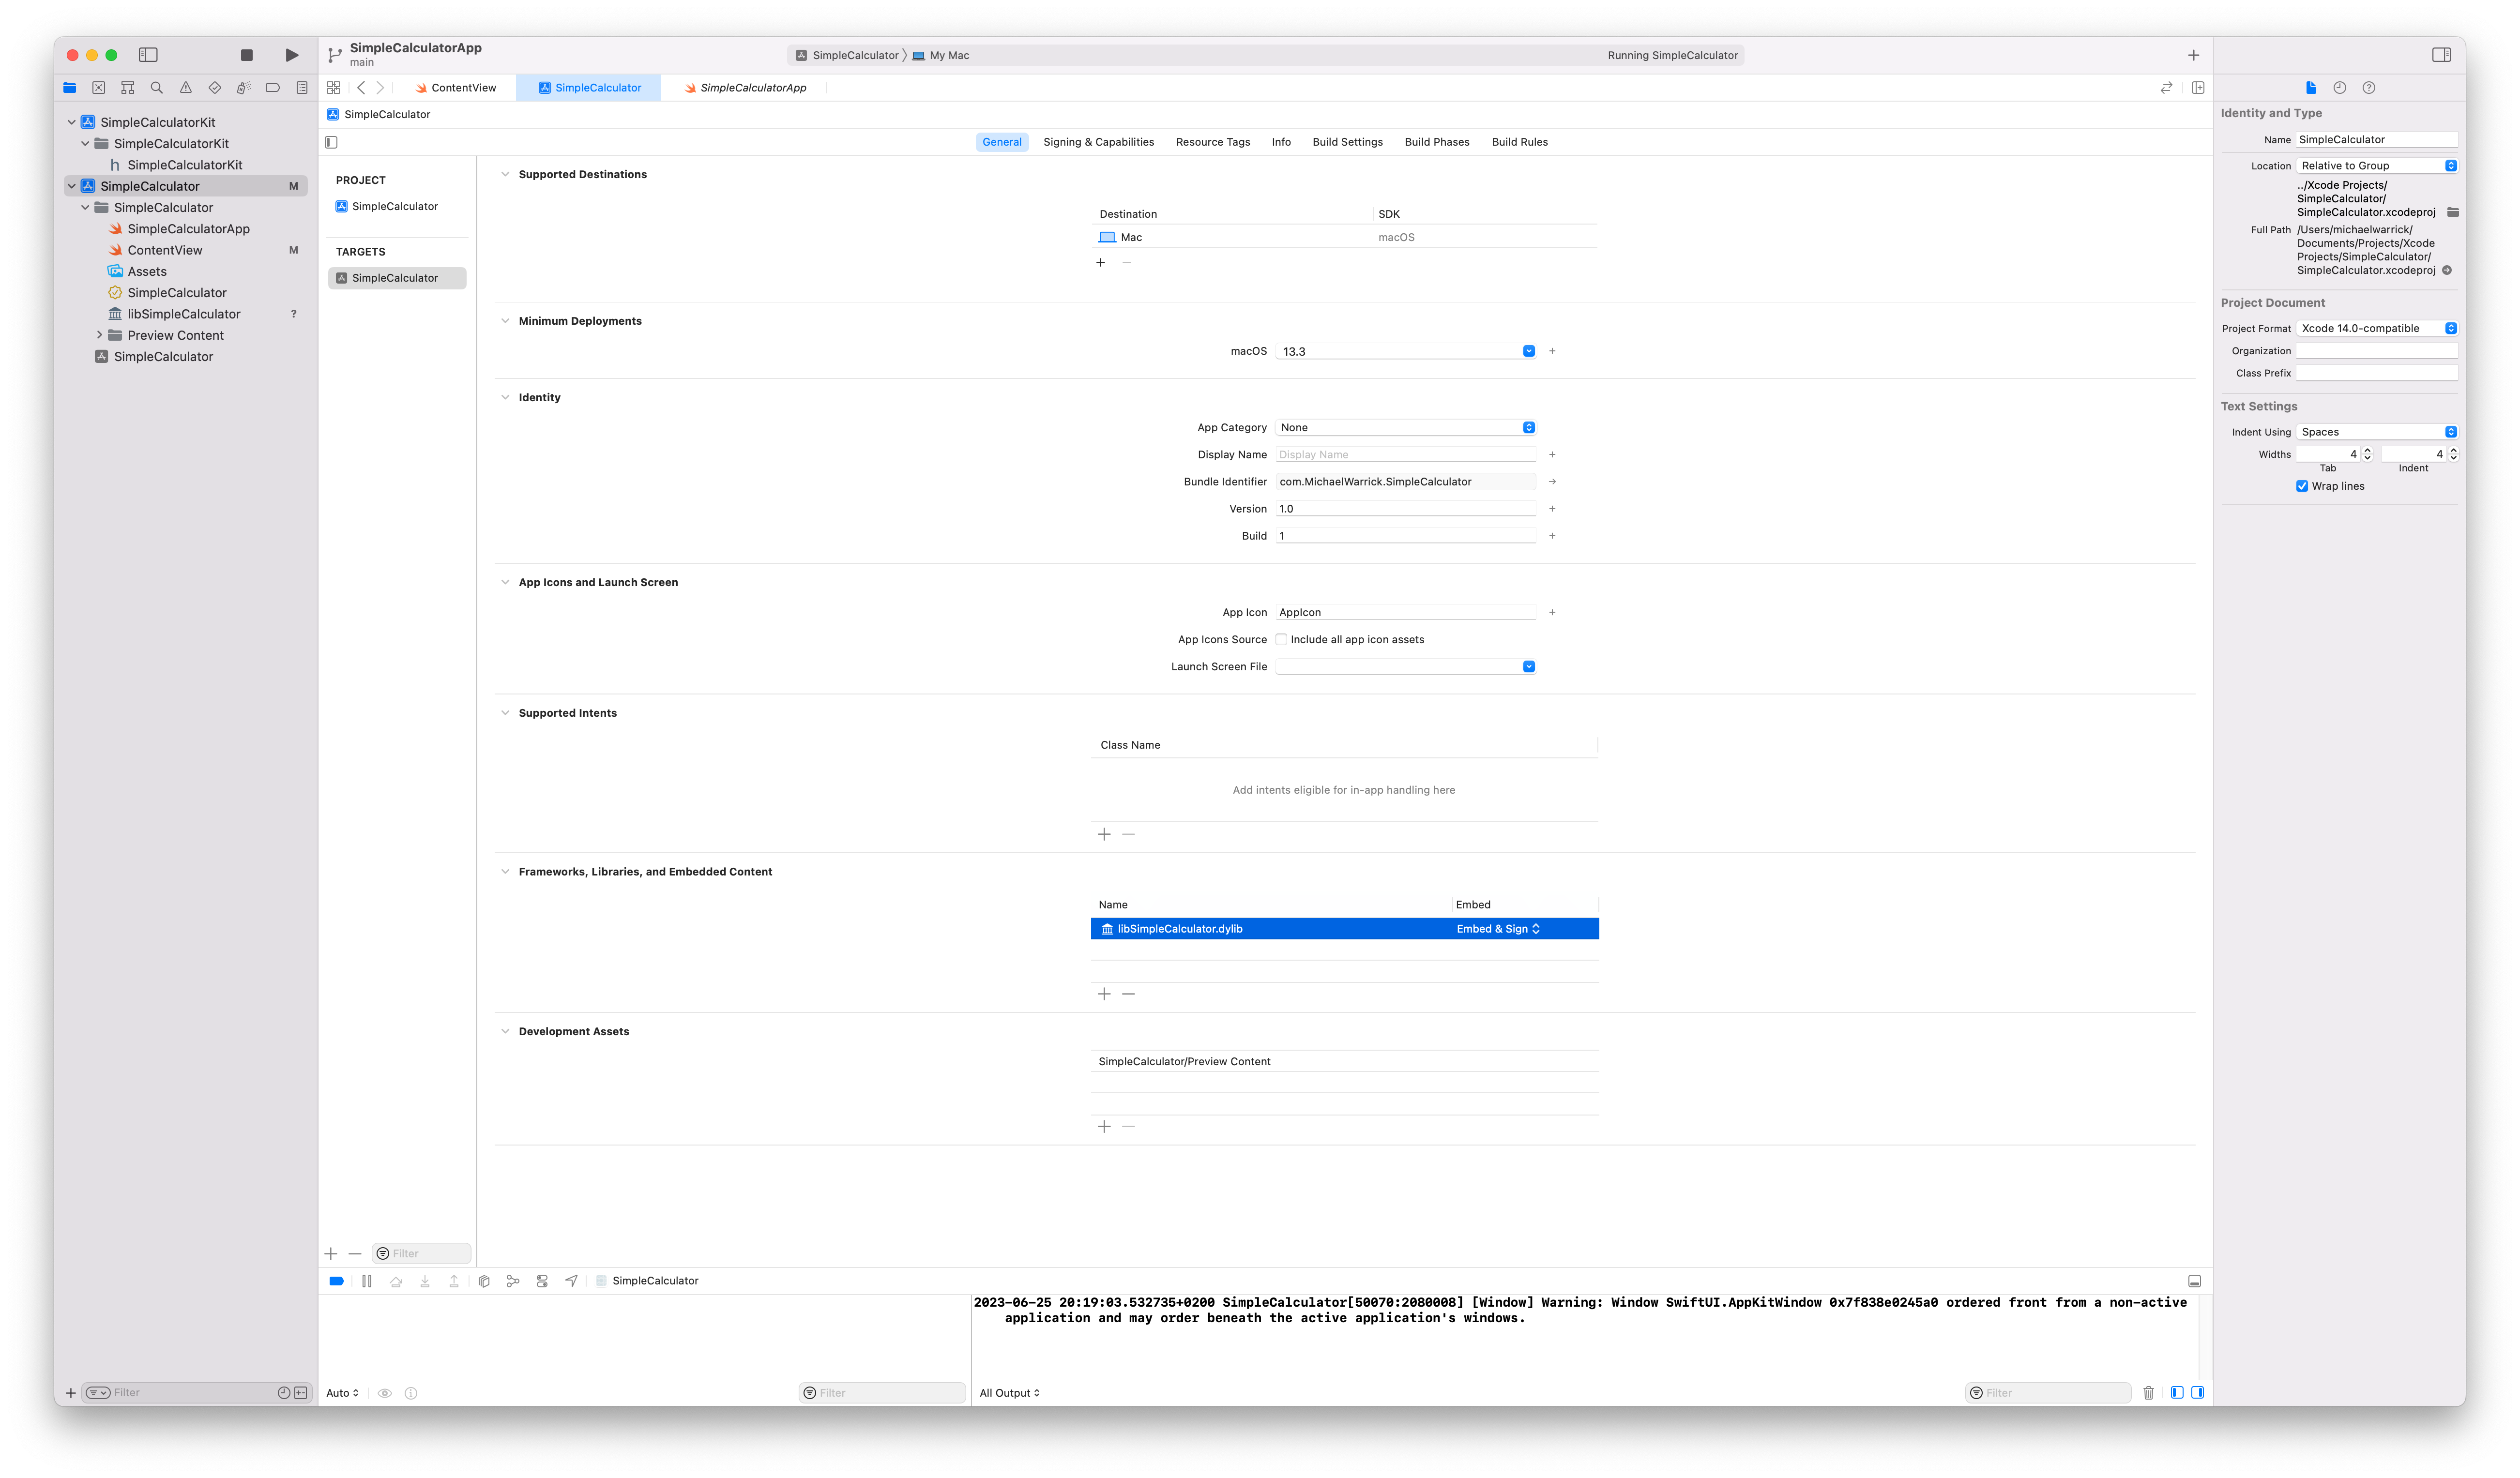 SimpleCalculatorApp
main
SimpleCalculator
My Mac
Running SimpleCalculator
ContentView
SimpleCalculator
SimpleCalculatorApp
SimpleCalculatorKit
SimpleCalculatorKit
SimpleCalculatorKit
SimpleCalculator M
SimpleCalculator
SimpleCalculatorApp
ContentView M
Assets
SimpleCalculator
libSimpleCalculator ?
Preview Content
SimpleCalculator
Filter
SimpleCalculator
General Signing & Capabilities Resource Tags Info Build Settings Build Phases Build Rules
PROJECT
SimpleCalculator
TARGETS
SimpleCalculator
Filter
Supported Destinations
Destination SDK
Mac macOS
Minimum Deployments
macOS 13.3
Identity
App Category None
Display Name Display Name
Bundle Identifier com.MichaelWarrick.SimpleCalculator
Version 1.0
Build 1
App Icons and Launch Screen
App Icon AppIcon
App Icons Source Include all app icon assets
Launch Screen File
Supported Intents
Class Name
Add intents eligible for in-app handling here
Frameworks, Libraries, and Embedded Content
Name Embed
libSimpleCalculator.dylib Embed & Sign
Development Assets
SimpleCalculator/Preview Content
SimpleCalculator
2023-06-25 20:19:03.532735+0200 SimpleCalculator[50070:2080008] [Window] Warning: Window SwiftUI.AppKitWindow 0x7f838e0245a0 ordered front from a non-active
application and may order beneath the active application's windows.
Auto
Filter
All Output
Filter
Identity and Type
Name SimpleCalculator
Location Relative to Group
../Xcode Projects/
SimpleCalculator/
SimpleCalculator.xcodeproj
Full Path /Users/michaelwarrick/
Documents/Projects/Xcode
Projects/SimpleCalculator/
SimpleCalculator.xcodeproj
Project Document
Project Format Xcode 14.0-compatible
Organization
Class Prefix
Text Settings
Indent Using Spaces
Widths 4 4
Tab Indent
Wrap lines